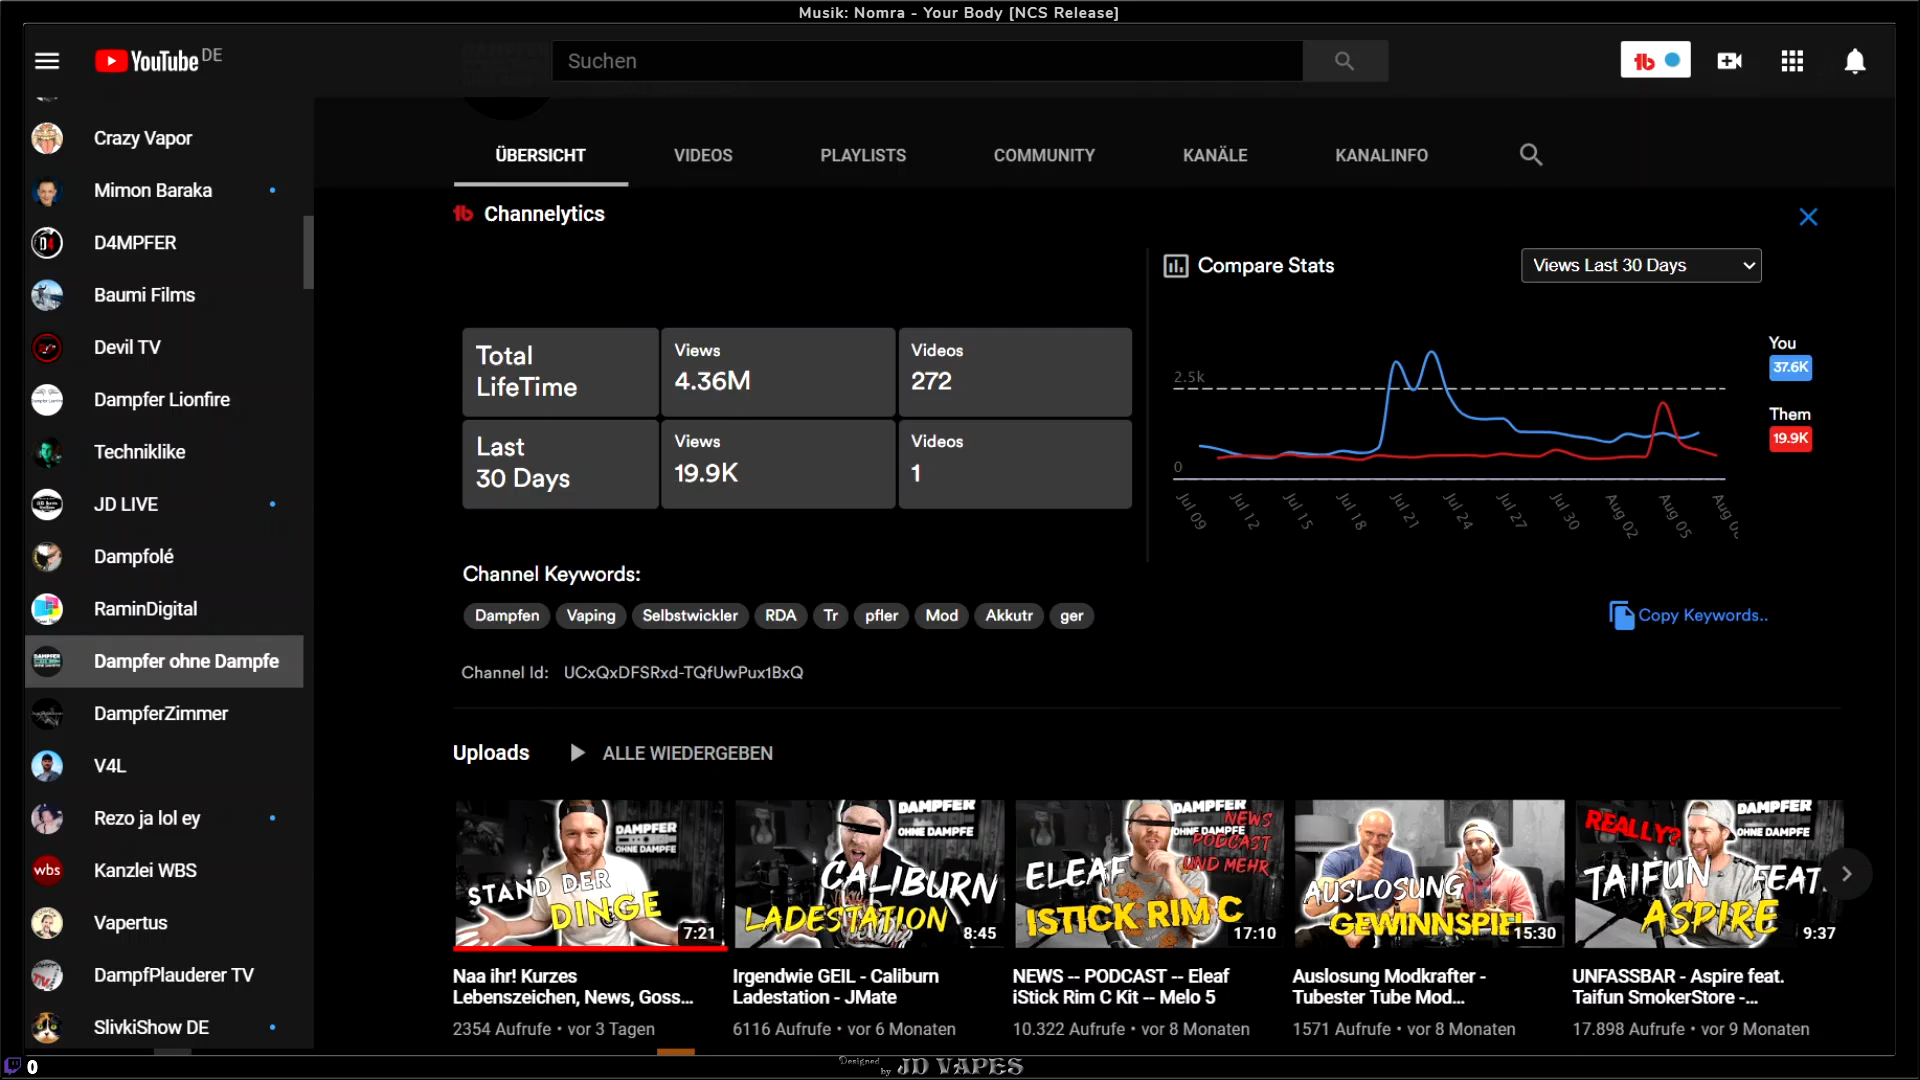 Musik: Nomra - Your Body [NCS Release]
YouTube DE
Suchen
Crazy Vapor
Mimon Baraka
D4MPFER
Baumi Films
Devil TV
Dampfer Lionfire
Techniklike
JD LIVE
Dampfolé
RaminDigital
Dampfer ohne Dampfe
DampferZimmer
V4L
Rezo ja lol ey
wbs
Kanzlei WBS
Vapertus
DampfPlauderer TV
SlivkiShow DE
ÜBERSICHT
VIDEOS
PLAYLISTS
COMMUNITY
KANÄLE
KANALINFO
Channelytics
Total
LifeTime
Views
4.36M
Videos
272
Last
30 Days
Views
19.9K
Videos
1
Compare Stats
Views Last 30 Days
2.5k
0
Jul 09
Jul 12
Jul 15
Jul 18
Jul 21
Jul 24
Jul 27
Jul 30
Aug 02
Aug 05
You
37.6K
Them
19.9K
Channel Keywords:
Dampfen Vaping Selbstwickler RDA Tr pfler Mod Akkutr ger
Copy Keywords..
Channel Id: UCxQxDFSRxd-TQfUwPux1BxQ
Uploads
ALLE WIEDERGEBEN
DAMPFER
OHNE DAMPFE
STAND DER
DINGE
7:21
Naa ihr! Kurzes
Lebenszeichen, News, Goss...
2354 Aufrufe • vor 3 Tagen
DAMPFER
OHNE DAMPFE
CALIBURN
LADESTATION
8:45
Irgendwie GEIL - Caliburn
Ladestation - JMate
6116 Aufrufe • vor 6 Monaten
DAMPFER
OHNE DAMPFE
NEWS
PODCAST
UND MEHR
ELEAF
ISTICK RIM C
17:10
NEWS -- PODCAST -- Eleaf
iStick Rim C Kit -- Melo 5
10.322 Aufrufe • vor 8 Monaten
AUSLOSUNG
GEWINNSPIEL
15:30
Auslosung Modkrafter -
Tubester Tube Mod...
1571 Aufrufe • vor 8 Monaten
REALLY?
DAMPFER
OHNE DAMPFE
TAIFUN FEAT.
ASPIRE
9:37
UNFASSBAR - Aspire feat.
Taifun SmokerStore -...
17.898 Aufrufe • vor 9 Monaten
0
Designed
by JD VAPES